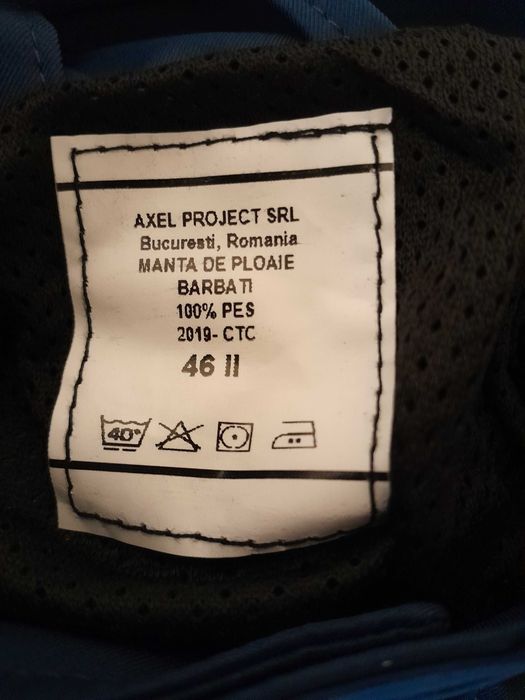 AXEL PROJECT SRL
Bucuresti, Romania
MANTA DE PLOAIE
BARBATI
100% PES
2019- CTC
46 II
40°